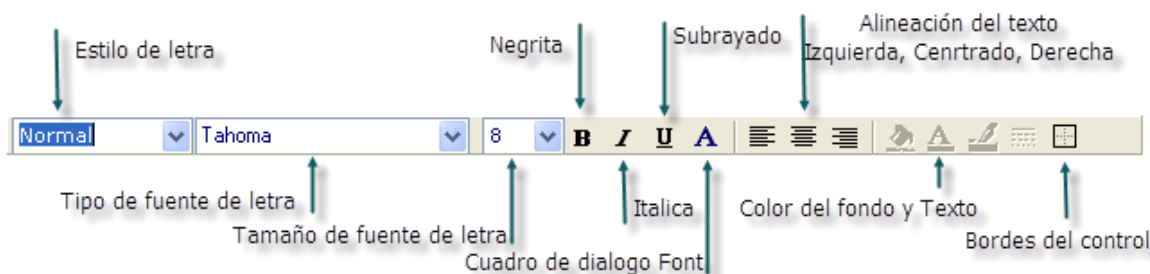 Estilo de letra
Negrita
Subrayado
Alineación del texto
Izquierda, Cenrtrado, Derecha
Normal
Tahoma
8
B
I
U
A
A
Tipo de fuente de letra
Tamaño de fuente de letra
Cuadro de dialogo Font
Italica
Color del fondo y Texto
Bordes del control